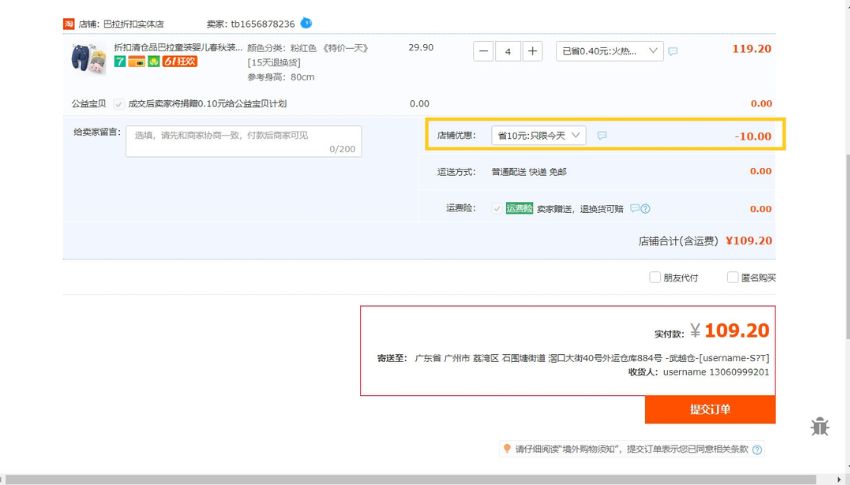 淘 店铺：巴拉折扣实体店 卖家：tb1656878236
折扣清仓品巴拉童装婴儿春秋装... 颜色分类：粉红色 《特价一天》 29.90 − 4 + 已省0.40元:火热... 119.20
7 61狂欢 [15天退换货]
参考身高：80cm
公益宝贝 成交后卖家将捐赠0.10元给公益宝贝计划 0.00 0.00
给卖家留言： 选填，请先和商家协商一致，付款后商家可见
0/200
店铺优惠： 省10元:只限今天 -10.00
运送方式： 普通配送 快递 免邮 0.00
运费险： 运费险 卖家赠送，退换货可赔 ? 0.00
店铺合计(含运费) ¥109.20
朋友代付 匿名购买
实付款：￥109.20
寄送至： 广东省 广州市 荔湾区 石围塘街道 滘口大街40号外运仓库884号 -武越仓-[username-S7T]
收货人：username 13060999201
提交订单
请仔细阅读“境外购物须知”，提交订单表示您已同意相关条款 ?